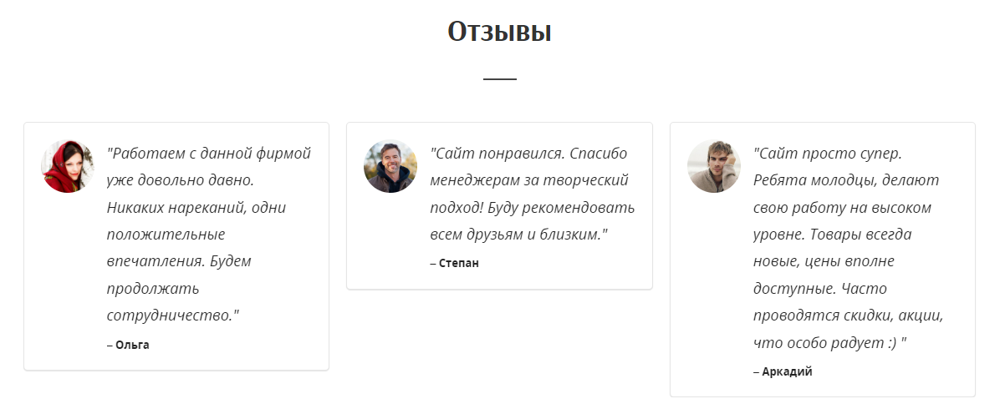 Отзывы
"Работаем с данной фирмой
уже довольно давно.
Никаких нареканий, одни
положительные
впечатления. Будем
продолжать
сотрудничество."
– Ольга
"Сайт понравился. Спасибо
менеджерам за творческий
подход! Буду рекомендовать
всем друзьям и близким."
– Степан
"Сайт просто супер.
Ребята молодцы, делают
свою работу на высоком
уровне. Товары всегда
новые, цены вполне
доступные. Часто
проводятся скидки, акции,
что особо радует :) "
– Аркадий